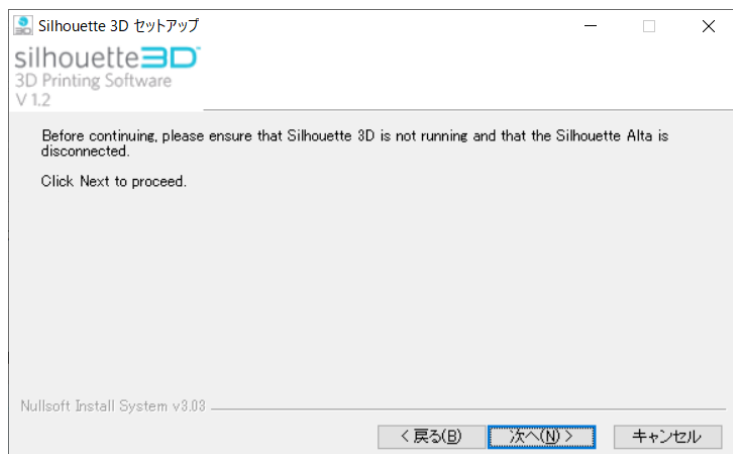 Silhouette 3D セットアップ
silhouette3D™
3D Printing Software
V 1.2
Before continuing, please ensure that Silhouette 3D is not running and that the Silhouette Alta is
disconnected.
Click Next to proceed.
Nullsoft Install System v3.03
< 戻る(B) 次へ(N) > キャンセル